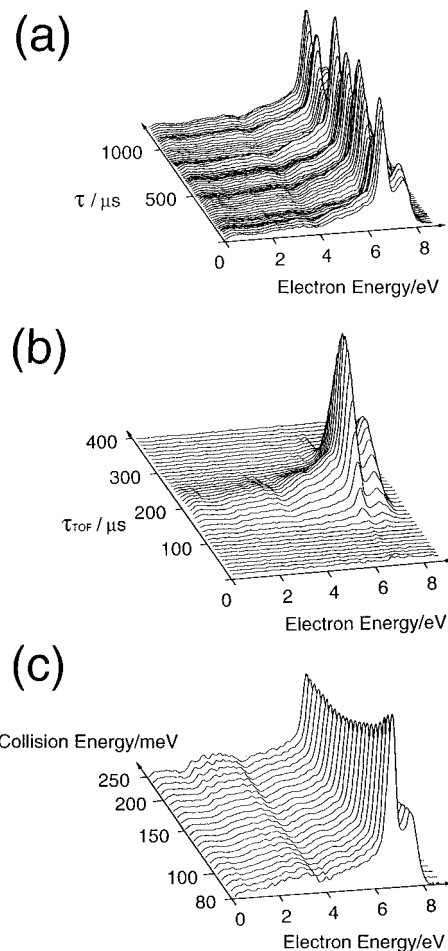 (a)
1000
500
τ / μs
0
2
4
6
8
Electron Energy/eV
(b)
400
300
200
100
τTOF / μs
0
2
4
6
8
Electron Energy/eV
(c)
Collision Energy/meV
250
200
150
100
80
0
2
4
6
8
Electron Energy/eV